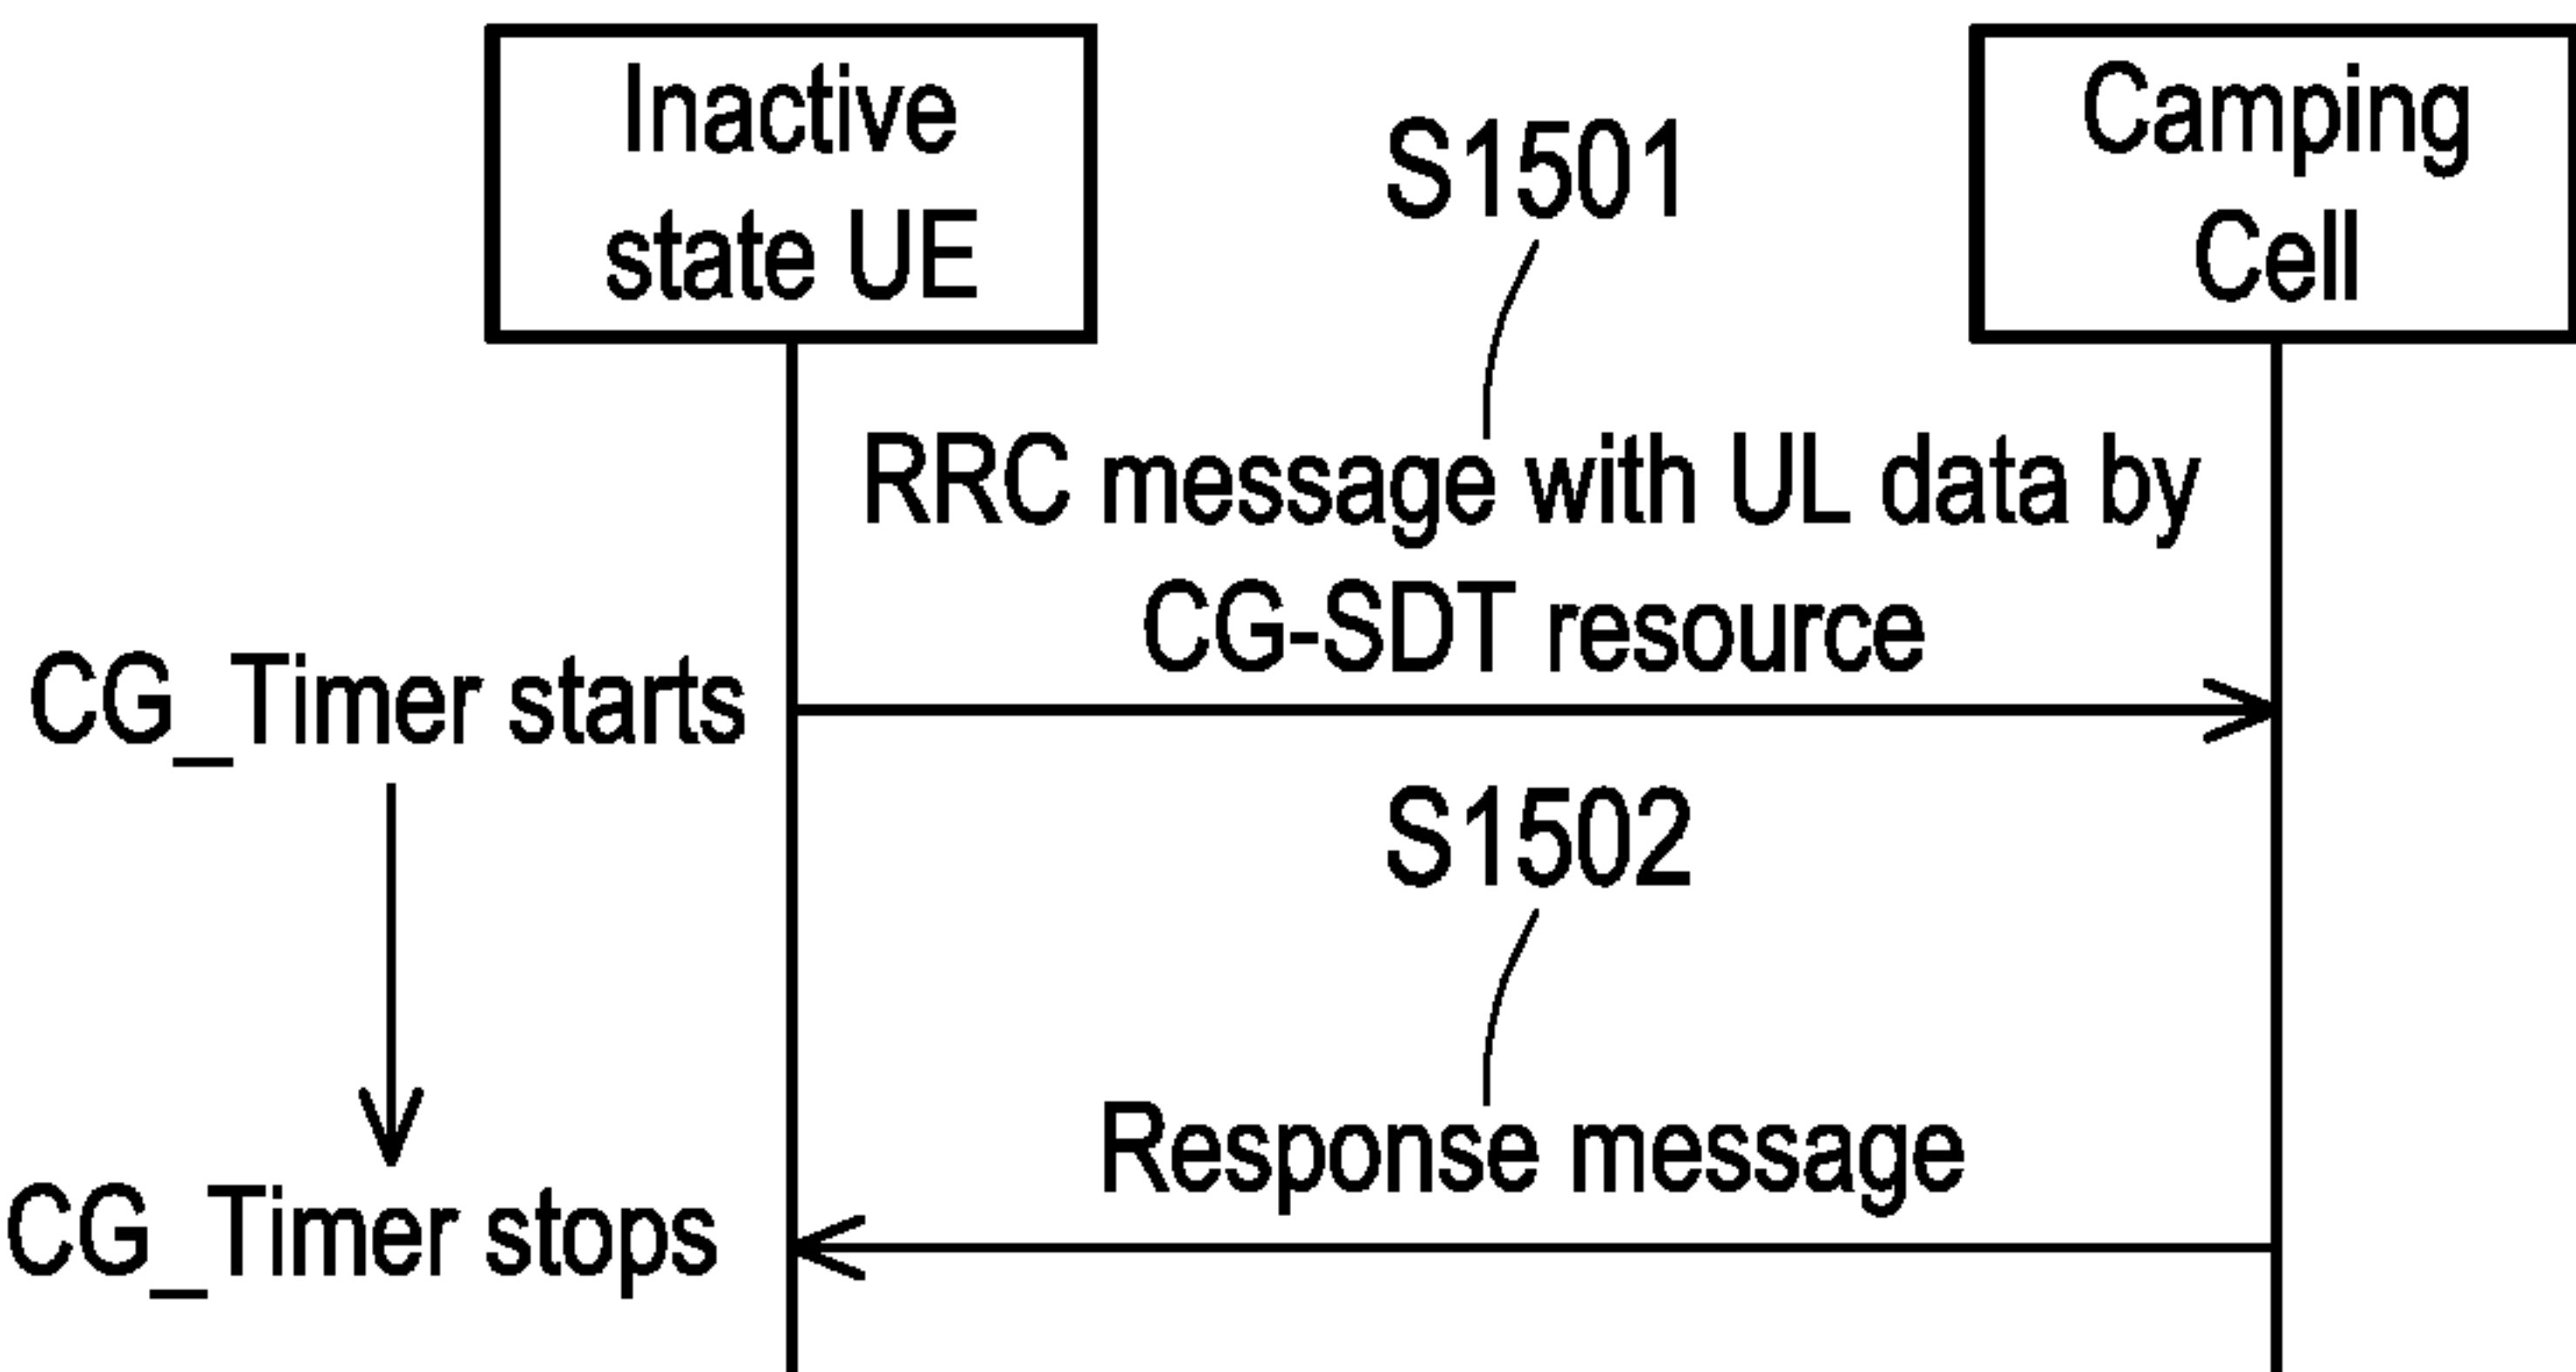 Inactive
state UE
Camping
Cell
S1501
RRC message with UL data by
CG-SDT resource
CG_Timer starts
S1502
Response message
CG_Timer stops